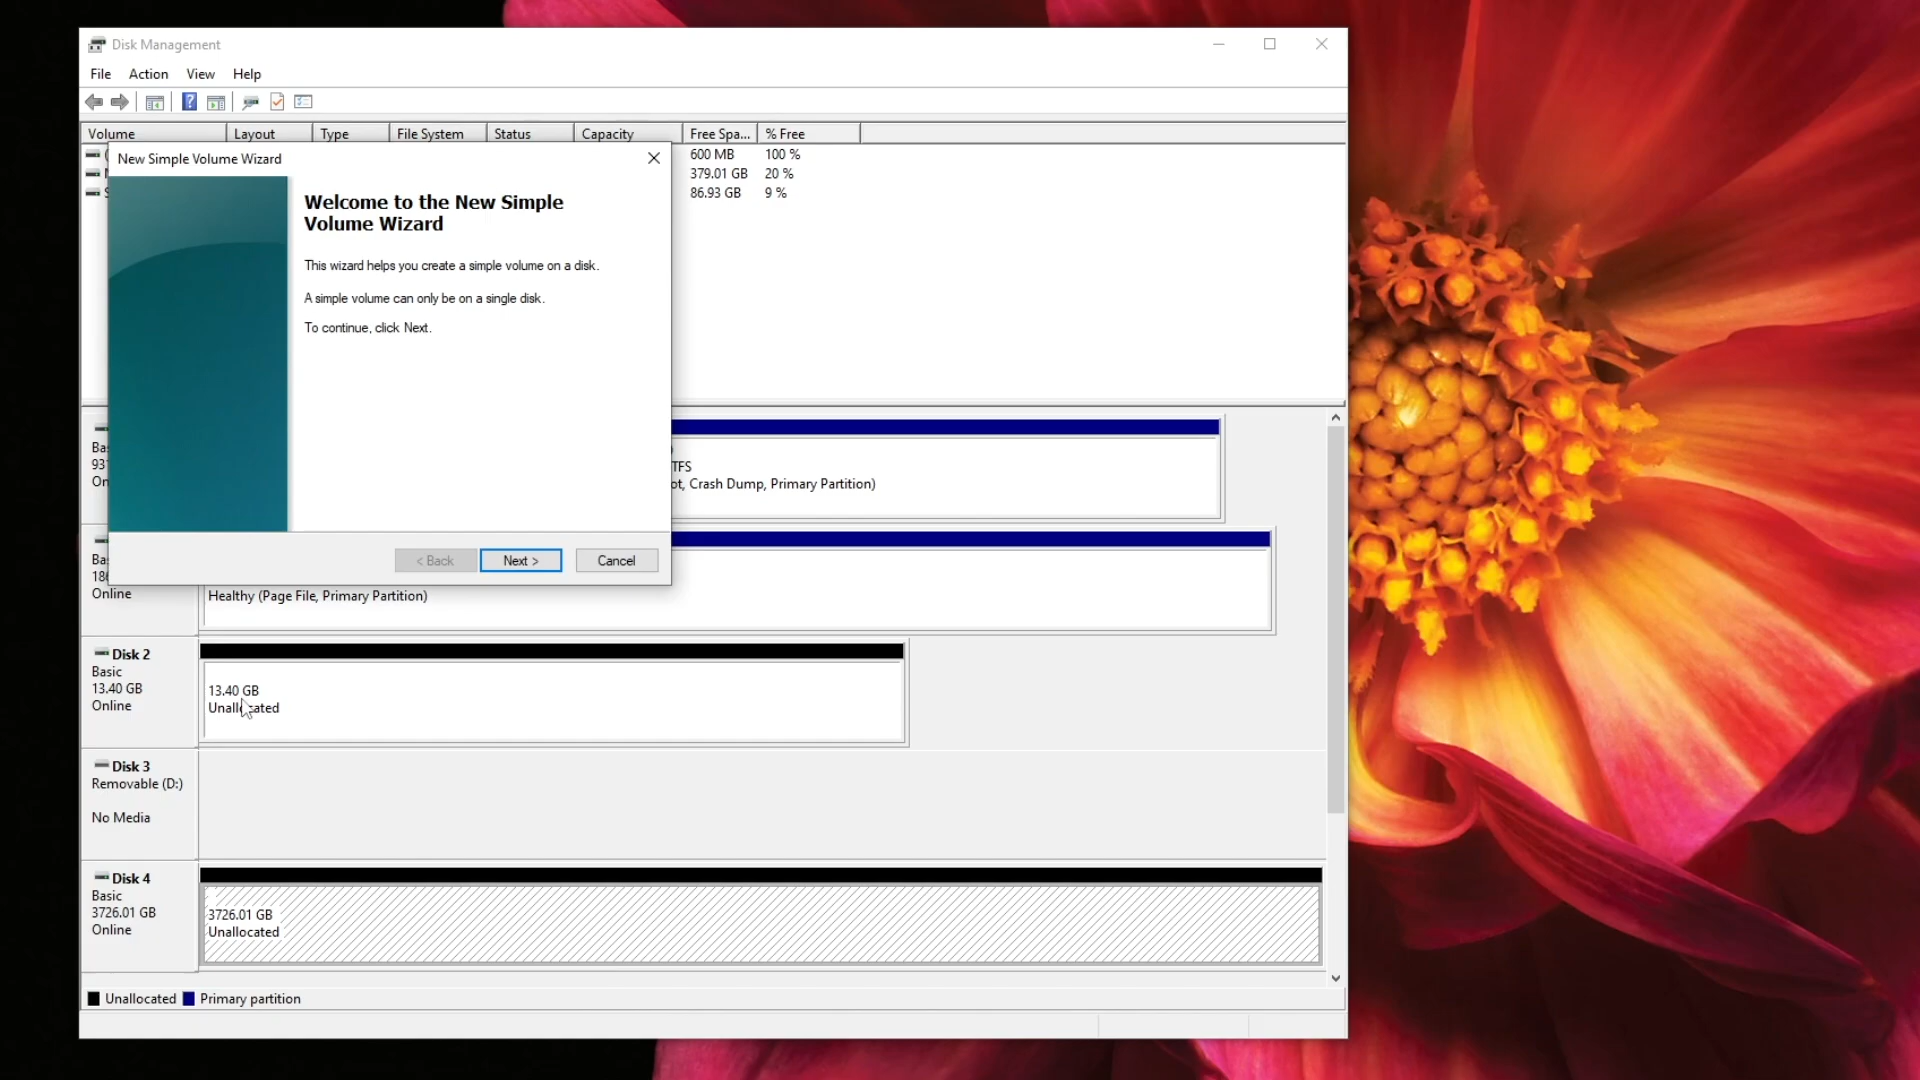 Disk Management
File Action View Help
Volume Layout Type File System Status Capacity Free Spa... % Free
600 MB 100 %
379.01 GB 20 %
86.93 GB 9 %
New Simple Volume Wizard
Welcome to the New Simple
Volume Wizard
This wizard helps you create a simple volume on a disk.
A simple volume can only be on a single disk.
To continue, click Next.
< Back Next > Cancel
TFS
ot, Crash Dump, Primary Partition)
Online
Healthy (Page File, Primary Partition)
Disk 2
Basic
13.40 GB
Online
13.40 GB
Unallocated
Disk 3
Removable (D:)
No Media
Disk 4
Basic
3726.01 GB
Online
3726.01 GB
Unallocated
Unallocated Primary partition